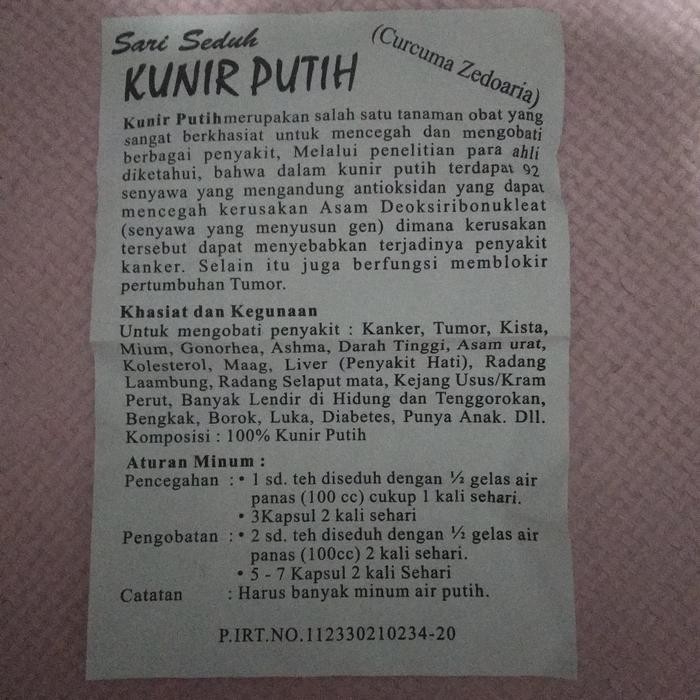 Sari Seduh
KUNIR PUTIH
(Curcuma Zedoaria)
Kunir Putih merupakan salah satu tanaman obat yang
sangat berkhasiat untuk mencegah dan mengobati
berbagai penyakit, Melalui penelitian para ahli
diketahui, bahwa dalam kunir putih terdapat 92
senyawa yang mengandung antioksidan yang dapat
mencegah kerusakan Asam Deoksiribonukleat
(senyawa yang menyusun gen) dimana kerusakan
tersebut dapat menyebabkan terjadinya penyakit
kanker. Selain itu juga berfungsi memblokir
pertumbuhan Tumor.
Khasiat dan Kegunaan
Untuk mengobati penyakit : Kanker, Tumor, Kista,
Mium, Gonorhea, Ashma, Darah Tinggi, Asam urat,
Kolesterol, Maag, Liver (Penyakit Hati), Radang
Laambung, Radang Selaput mata, Kejang Usus/Kram
Perut, Banyak Lendir di Hidung dan Tenggorokan,
Bengkak, Borok, Luka, Diabetes, Punya Anak. Dll.
Komposisi : 100% Kunir Putih
Aturan Minum :
Pencegahan : • 1 sd. teh diseduh dengan ½ gelas air
panas (100 cc) cukup 1 kali sehari.
• 3Kapsul 2 kali sehari
Pengobatan : • 2 sd. teh diseduh dengan ½ gelas air
panas (100cc) 2 kali sehari.
• 5 - 7 Kapsul 2 kali Sehari
Catatan : Harus banyak minum air putih.
P.IRT.NO.112330210234-20